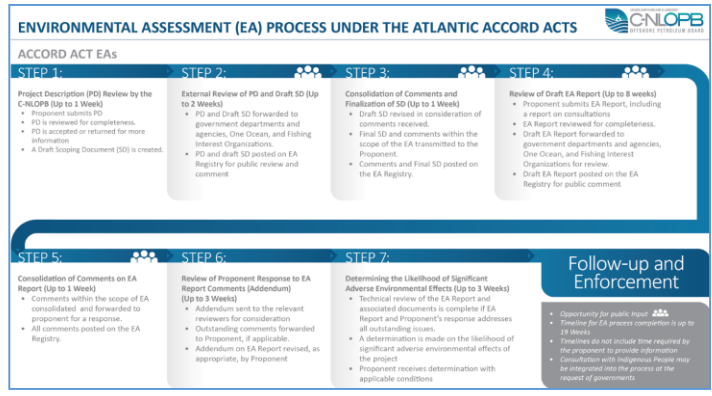 ENVIRONMENTAL ASSESSMENT (EA) PROCESS UNDER THE ATLANTIC ACCORD ACTS
C-NLOPB
OFFSHORE PETROLEUM BOARD
ACCORD ACT EAs
STEP 1:
Project Description (PD) Review by the
C-NLOPB (Up to 1 Week)
• Proponent submits PD
• PD is reviewed for completeness.
• PD is accepted or returned for more
information
• A Draft Scoping Document (SD) is created.
STEP 2:
External Review of PD and Draft SD (Up
to 2 Weeks)
• PD and Draft SD forwarded to
government departments and
agencies, One Ocean, and Fishing
Interest Organizations.
• PD and draft SD posted on EA
Registry for public review and
comment
STEP 3:
Consolidation of Comments and
Finalization of SD (Up to 1 Week)
• Draft SD revised in consideration of
comments received.
• Final SD and comments within the
scope of the EA transmitted to the
Proponent.
• Comments and Final SD posted on
the EA Registry.
STEP 4:
Review of Draft EA Report (Up to 8 weeks)
• Proponent submits EA Report, including
a report on consultations
• EA Report reviewed for completeness.
• Draft EA Report forwarded to
government departments and agencies,
One Ocean, and Fishing Interest
Organizations for review.
• Draft EA Report posted on the EA
Registry for public comment
STEP 5:
Consolidation of Comments on EA
Report (Up to 1 Week)
• Comments within the scope of EA
consolidated and forwarded to
proponent for a response.
• All comments posted on the EA
Registry.
STEP 6:
Review of Proponent Response to EA
Report Comments (Addendum)
(Up to 3 Weeks)
• Addendum sent to the relevant
reviewers for consideration
• Outstanding comments forwarded
to Proponent, if applicable.
• Addendum on EA Report revised, as
appropriate, by Proponent
STEP 7:
Determining the Likelihood of Significant
Adverse Environmental Effects (Up to 3 Weeks)
• Technical review of the EA Report and
associated documents is complete if EA
Report and Proponent's response addresses
all outstanding issues.
• A determination is made on the likelihood of
significant adverse environmental effects of
the project
• Proponent receives determination with
applicable conditions
Follow-up and
Enforcement
• Opportunity for public Input
• Timeline for EA process completion is up to
19 Weeks
• Timelines do not include time required by
the proponent to provide information
• Consultation with Indigenous People may
be integrated into the process at the
request of governments